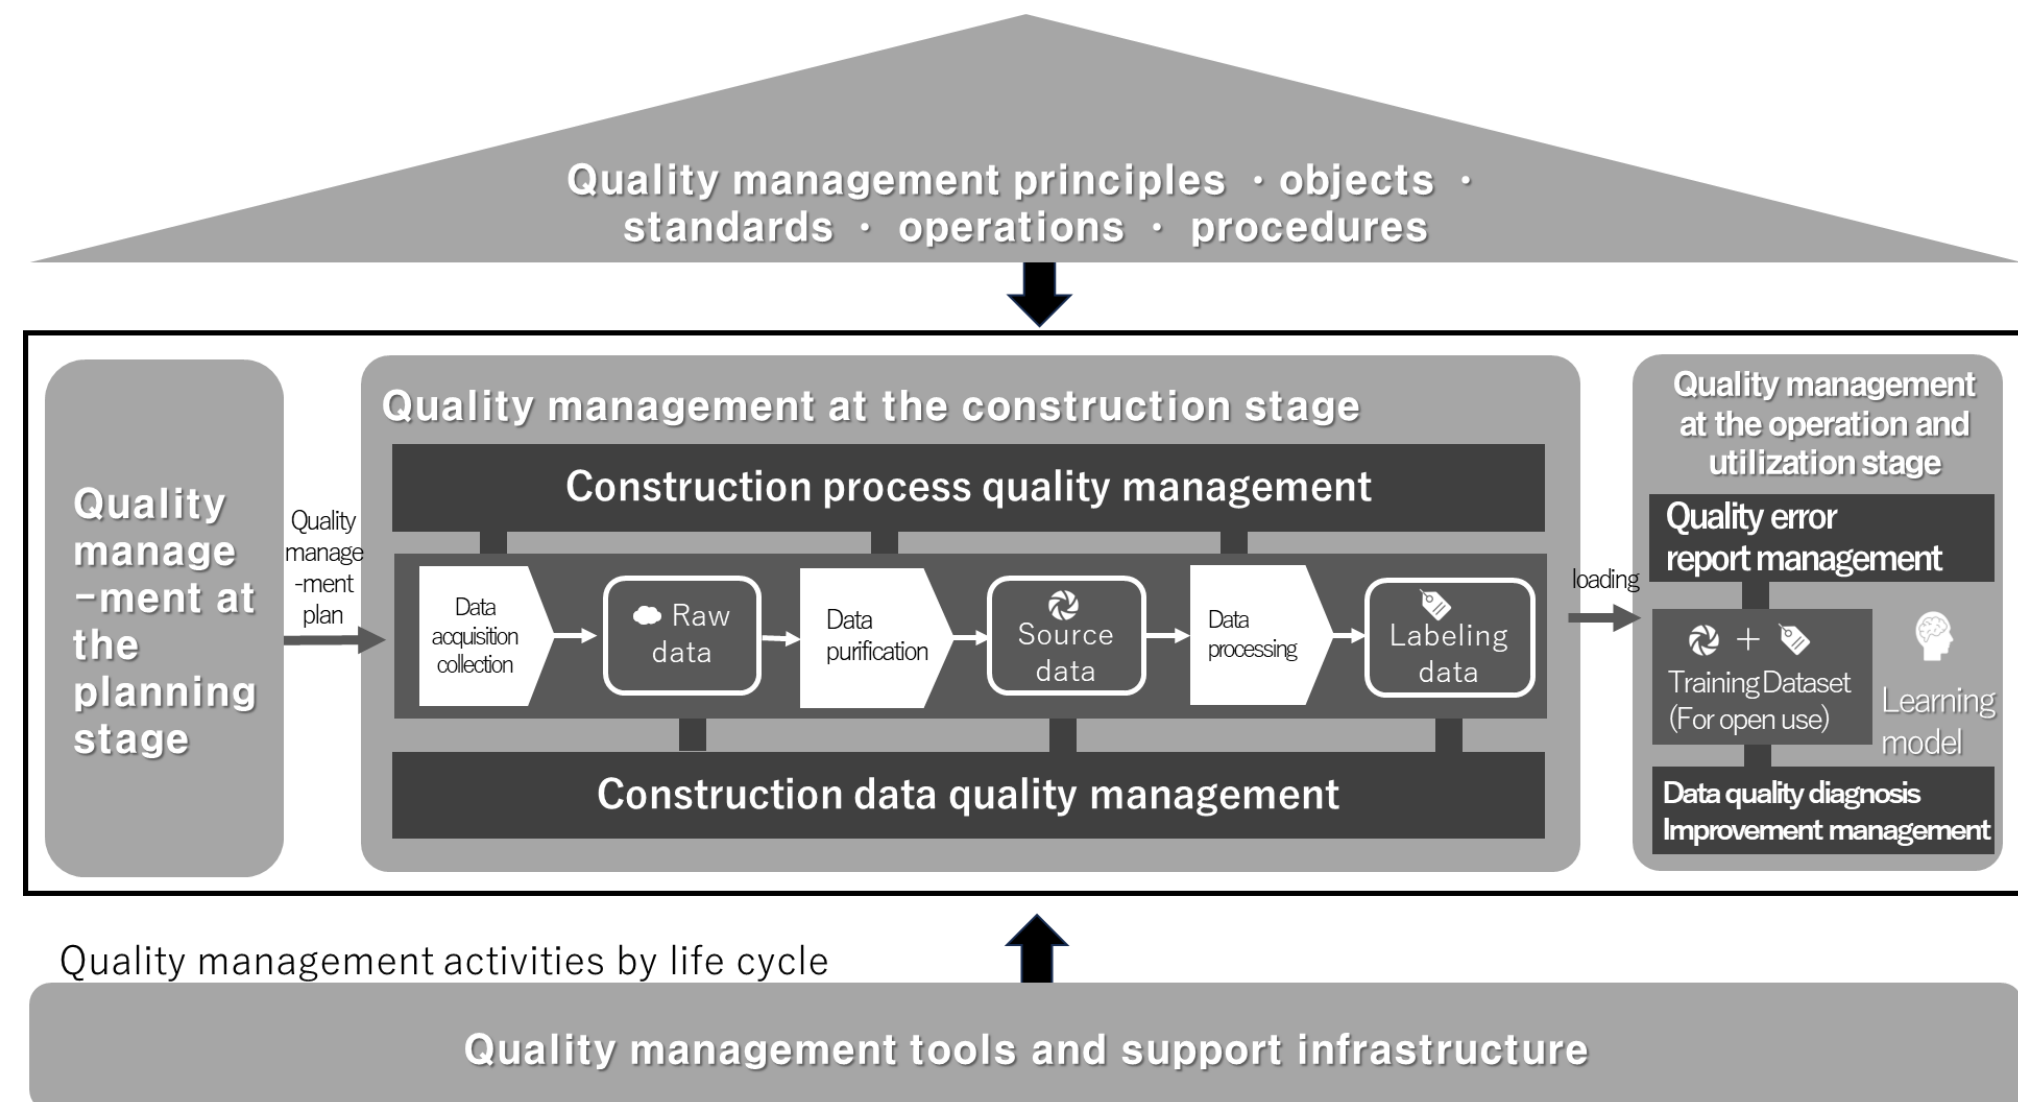 Quality management principles · objects ·
standards · operations · procedures
Quality
manage
-ment at
the
planning
stage
Quality
manage
-ment
plan
Quality management at the construction stage
Construction process quality management
Data
acquisition
collection
Raw
data
Data
purification
Source
data
Data
processing
Labeling
data
Construction data quality management
loading
Quality management
at the operation and
utilization stage
Quality error
report management
+
Training Dataset
(For open use)
Learning
model
Data quality diagnosis
Improvement management
Quality management activities by life cycle
Quality management tools and support infrastructure